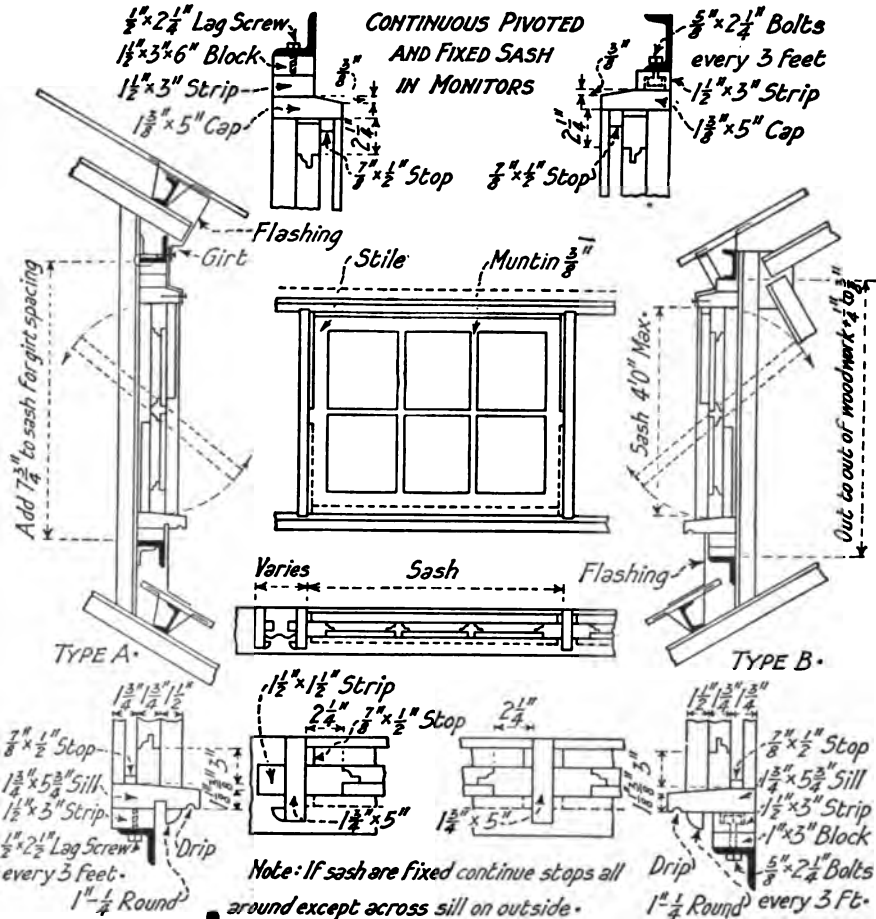 CONTINUOUS PIVOTED
AND FIXED SASH
IN MONITORS
1/2"×2 1/4" Lag Screw
1 1/2"×3"×6" Block
1 1/2"×3" Strip
1 3/8"×5" Cap
3/8"
2 1/4"
7/8"×1/2" Stop
5/8"×2 1/4" Bolts
every 3 feet
1 1/2"×3" Strip
1 3/8"×5" Cap
3/8"
2 1/4"
7/8"×1/2" Stop
Flashing
Girt
Add 7 3/4" to sash for girt spacing
TYPE A.
Stile
Muntin 3/8"
Sash 4'0" Max.
Out to out of woodwork + 1/4" to 3/8"
Flashing
TYPE B.
Varies
Sash
1 3/4" 1 3/4" 1 1/2"
7/8"×1/2" Stop
1 3/4"×5 3/4" Sill
1 1/2"×3" Strip
1/2"×2 1/2" Lag Screw
every 3 feet.
Drip
1"-1/4 Round
3"
1 1/2"×1 1/2" Strip
2 1/4"
7/8"×1/2" Stop
1 3/4"×5"
2 1/4"
1 3/4"×5"
3"
1 1/2" 1 3/4" 1 3/4"
7/8"×1/2" Stop
1 3/4"×5 3/4" Sill
1 1/2"×3" Strip
1"×3" Block
5/8"×2 1/4" Bolts
every 3 Ft.
Drip
1"-1/4 Round
Note: If sash are fixed continue stops all
around except across sill on outside.